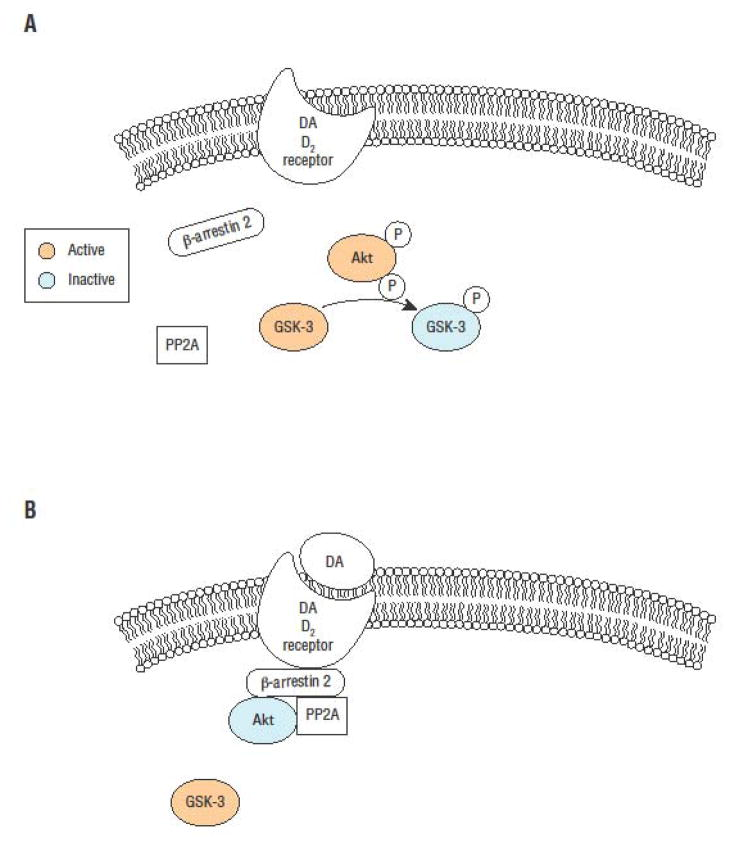 A
DA
D2
receptor
β-arrestin 2
Active
Inactive
P
Akt
P
P
GSK-3
GSK-3
PP2A
B
DA
DA
D2
receptor
β-arrestin 2
Akt
PP2A
GSK-3